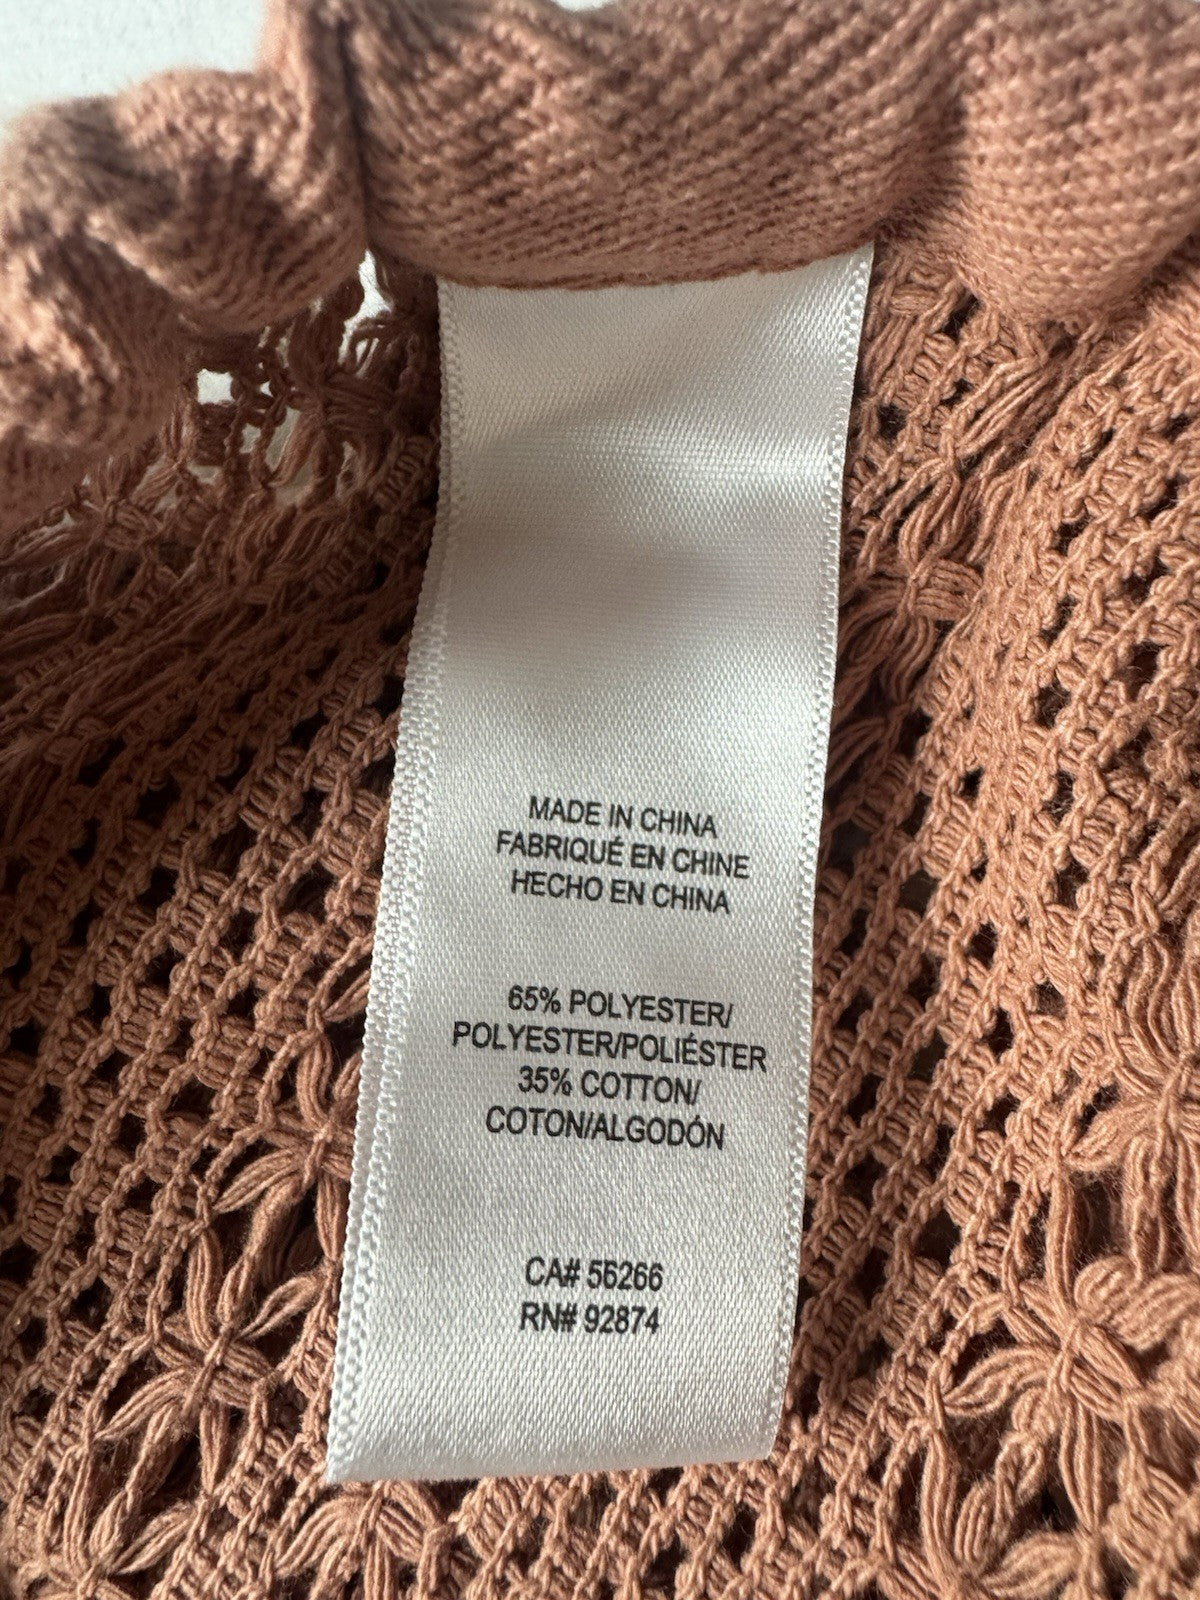 MADE IN CHINA
FABRIQUÉ EN CHINE
HECHO EN CHINA
65% POLYESTER/
POLYESTER/POLIÉSTER
35% COTTON/
COTON/ALGODÓN
CA# 56266
RN# 92874